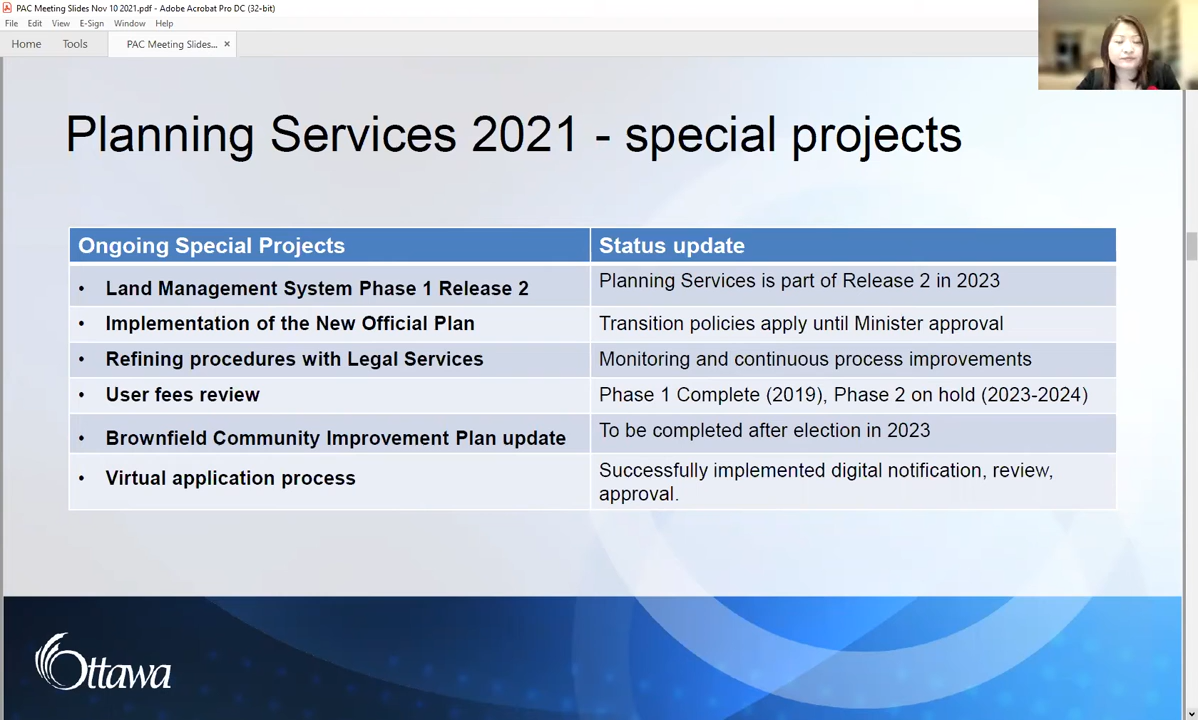 PAC Meeting Slides Nov 10 2021.pdf - Adobe Acrobat Pro DC (32-bit)
File Edit View E-Sign Window Help
Home Tools PAC Meeting Slides... ×
Planning Services 2021 - special projects
Ongoing Special Projects Status update
• Land Management System Phase 1 Release 2 Planning Services is part of Release 2 in 2023
• Implementation of the New Official Plan Transition policies apply until Minister approval
• Refining procedures with Legal Services Monitoring and continuous process improvements
• User fees review Phase 1 Complete (2019), Phase 2 on hold (2023-2024)
• Brownfield Community Improvement Plan update To be completed after election in 2023
• Virtual application process Successfully implemented digital notification, review,
approval.
Ottawa